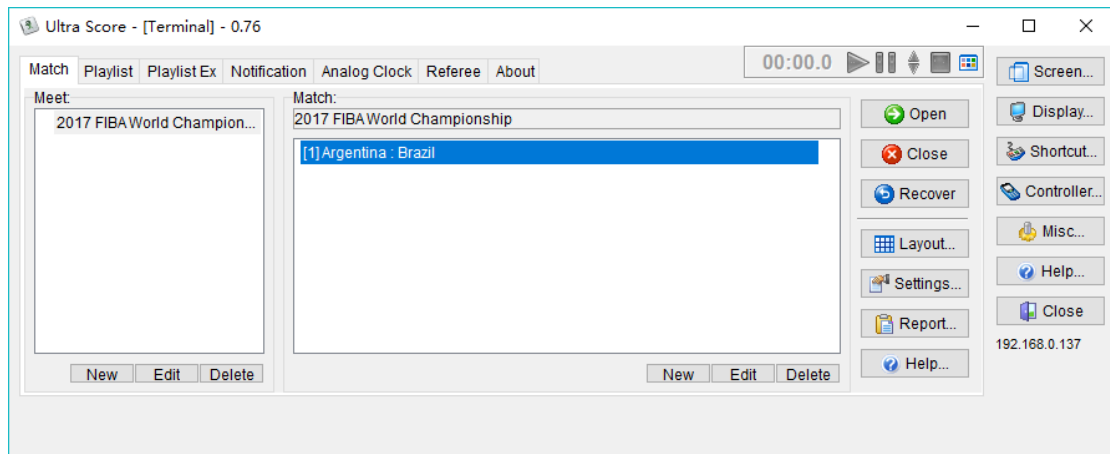 Ultra Score - [Terminal] - 0.76
Match Playlist Playlist Ex Notification Analog Clock Referee About
00:00.0
Meet:
2017 FIBA World Champion...
New Edit Delete
Match:
2017 FIBA World Championship
[1] Argentina : Brazil
New Edit Delete
Open
Close
Recover
Layout...
Settings...
Report...
Help...
Screen...
Display...
Shortcut...
Controller...
Misc...
Help...
Close
192.168.0.137